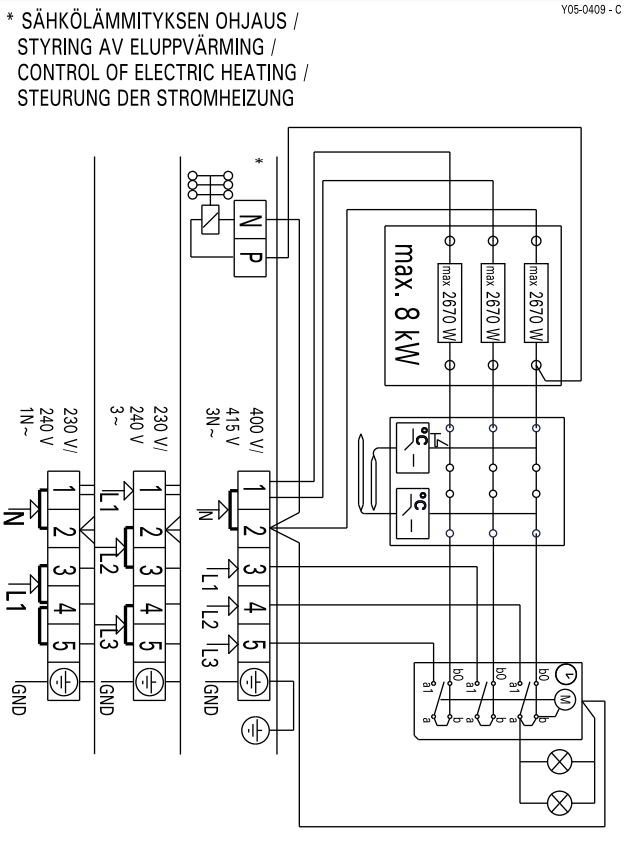 Y05-0409 - C
* SÄHKÖLÄMMITYKSEN OHJAUS /
STYRING AV ELUPPVÄRMING /
CONTROL OF ELECTRIC HEATING /
STEURUNG DER STROMHEIZUNG
*
N
P
max. 8 kW
max 2670 W
max 2670 W
max 2670 W
°C
°C
230 V/
240 V
1N~
1
2
3
4
5
N
L1
GND
230 V/
240 V
3~
1
2
3
4
5
L1
L2
L3
GND
400 V/
415 V
3N~
1
2
3
4
5
N
L1
L2
L3
GND
b0
a1
a
b
b0
a1
a
b
b0
a1
a
b
M